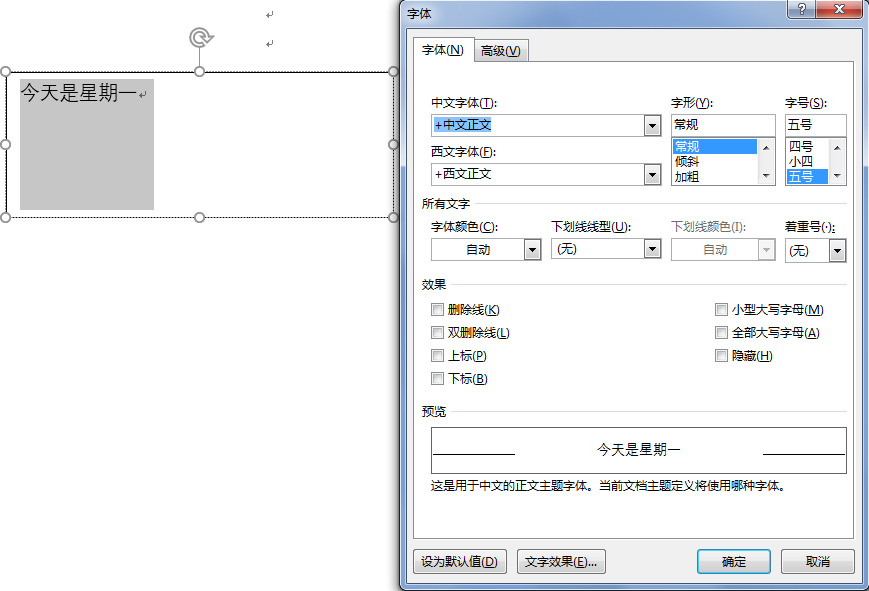 今天是星期一
字体
字体(N) 高级(V)
中文字体(T): 字形(Y): 字号(S):
+中文正文 常规 五号
常规 四号
西文字体(F): 倾斜 小四
+西文正文 加粗 五号
所有文字
字体颜色(C): 下划线线型(U): 下划线颜色(I): 着重号(·):
自动 (无) 自动 (无)
效果
删除线(K) 小型大写字母(M)
双删除线(L) 全部大写字母(A)
上标(P) 隐藏(H)
下标(B)
预览
今天是星期一
这是用于中文的正文主题字体。当前文档主题定义将使用哪种字体。
设为默认值(D) 文字效果(E)... 确定 取消